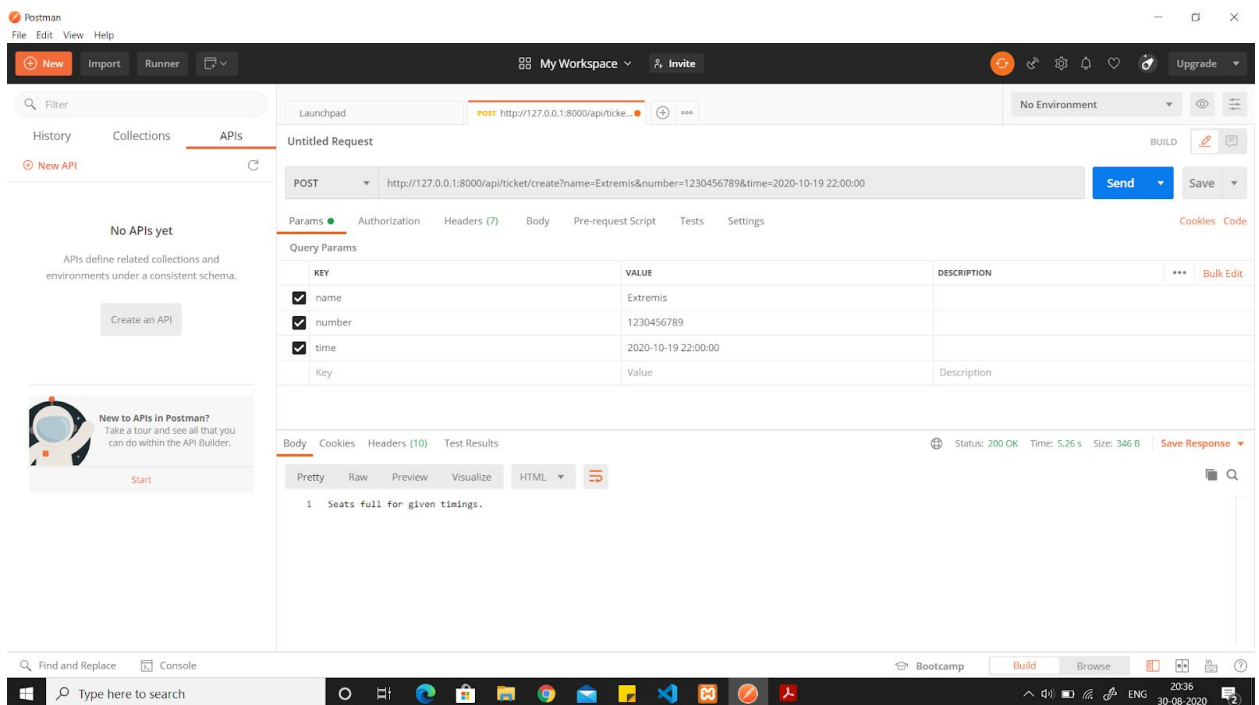 Postman
File Edit View Help
New Import Runner My Workspace Invite Upgrade
Filter
History Collections APIs
New API
No APIs yet
APIs define related collections and
environments under a consistent schema.
Create an API
New to APIs in Postman?
Take a tour and see all that you
can do within the API Builder.
Start
Launchpad POST http://127.0.0.1:8000/api/ticke... No Environment
Untitled Request BUILD
POST http://127.0.0.1:8000/api/ticket/create?name=Extremis&number=1230456789&time=2020-10-19 22:00:00 Send Save
Params Authorization Headers (7) Body Pre-request Script Tests Settings Cookies Code
Query Params
KEY VALUE DESCRIPTION ••• Bulk Edit
name Extremis
number 1230456789
time 2020-10-19 22:00:00
Key Value Description
Body Cookies Headers (10) Test Results Status: 200 OK Time: 5.26 s Size: 346 B Save Response
Pretty Raw Preview Visualize HTML
1 Seats full for given timings.
Find and Replace Console Bootcamp Build Browse
Type here to search ENG 20:36
30-08-2020 2